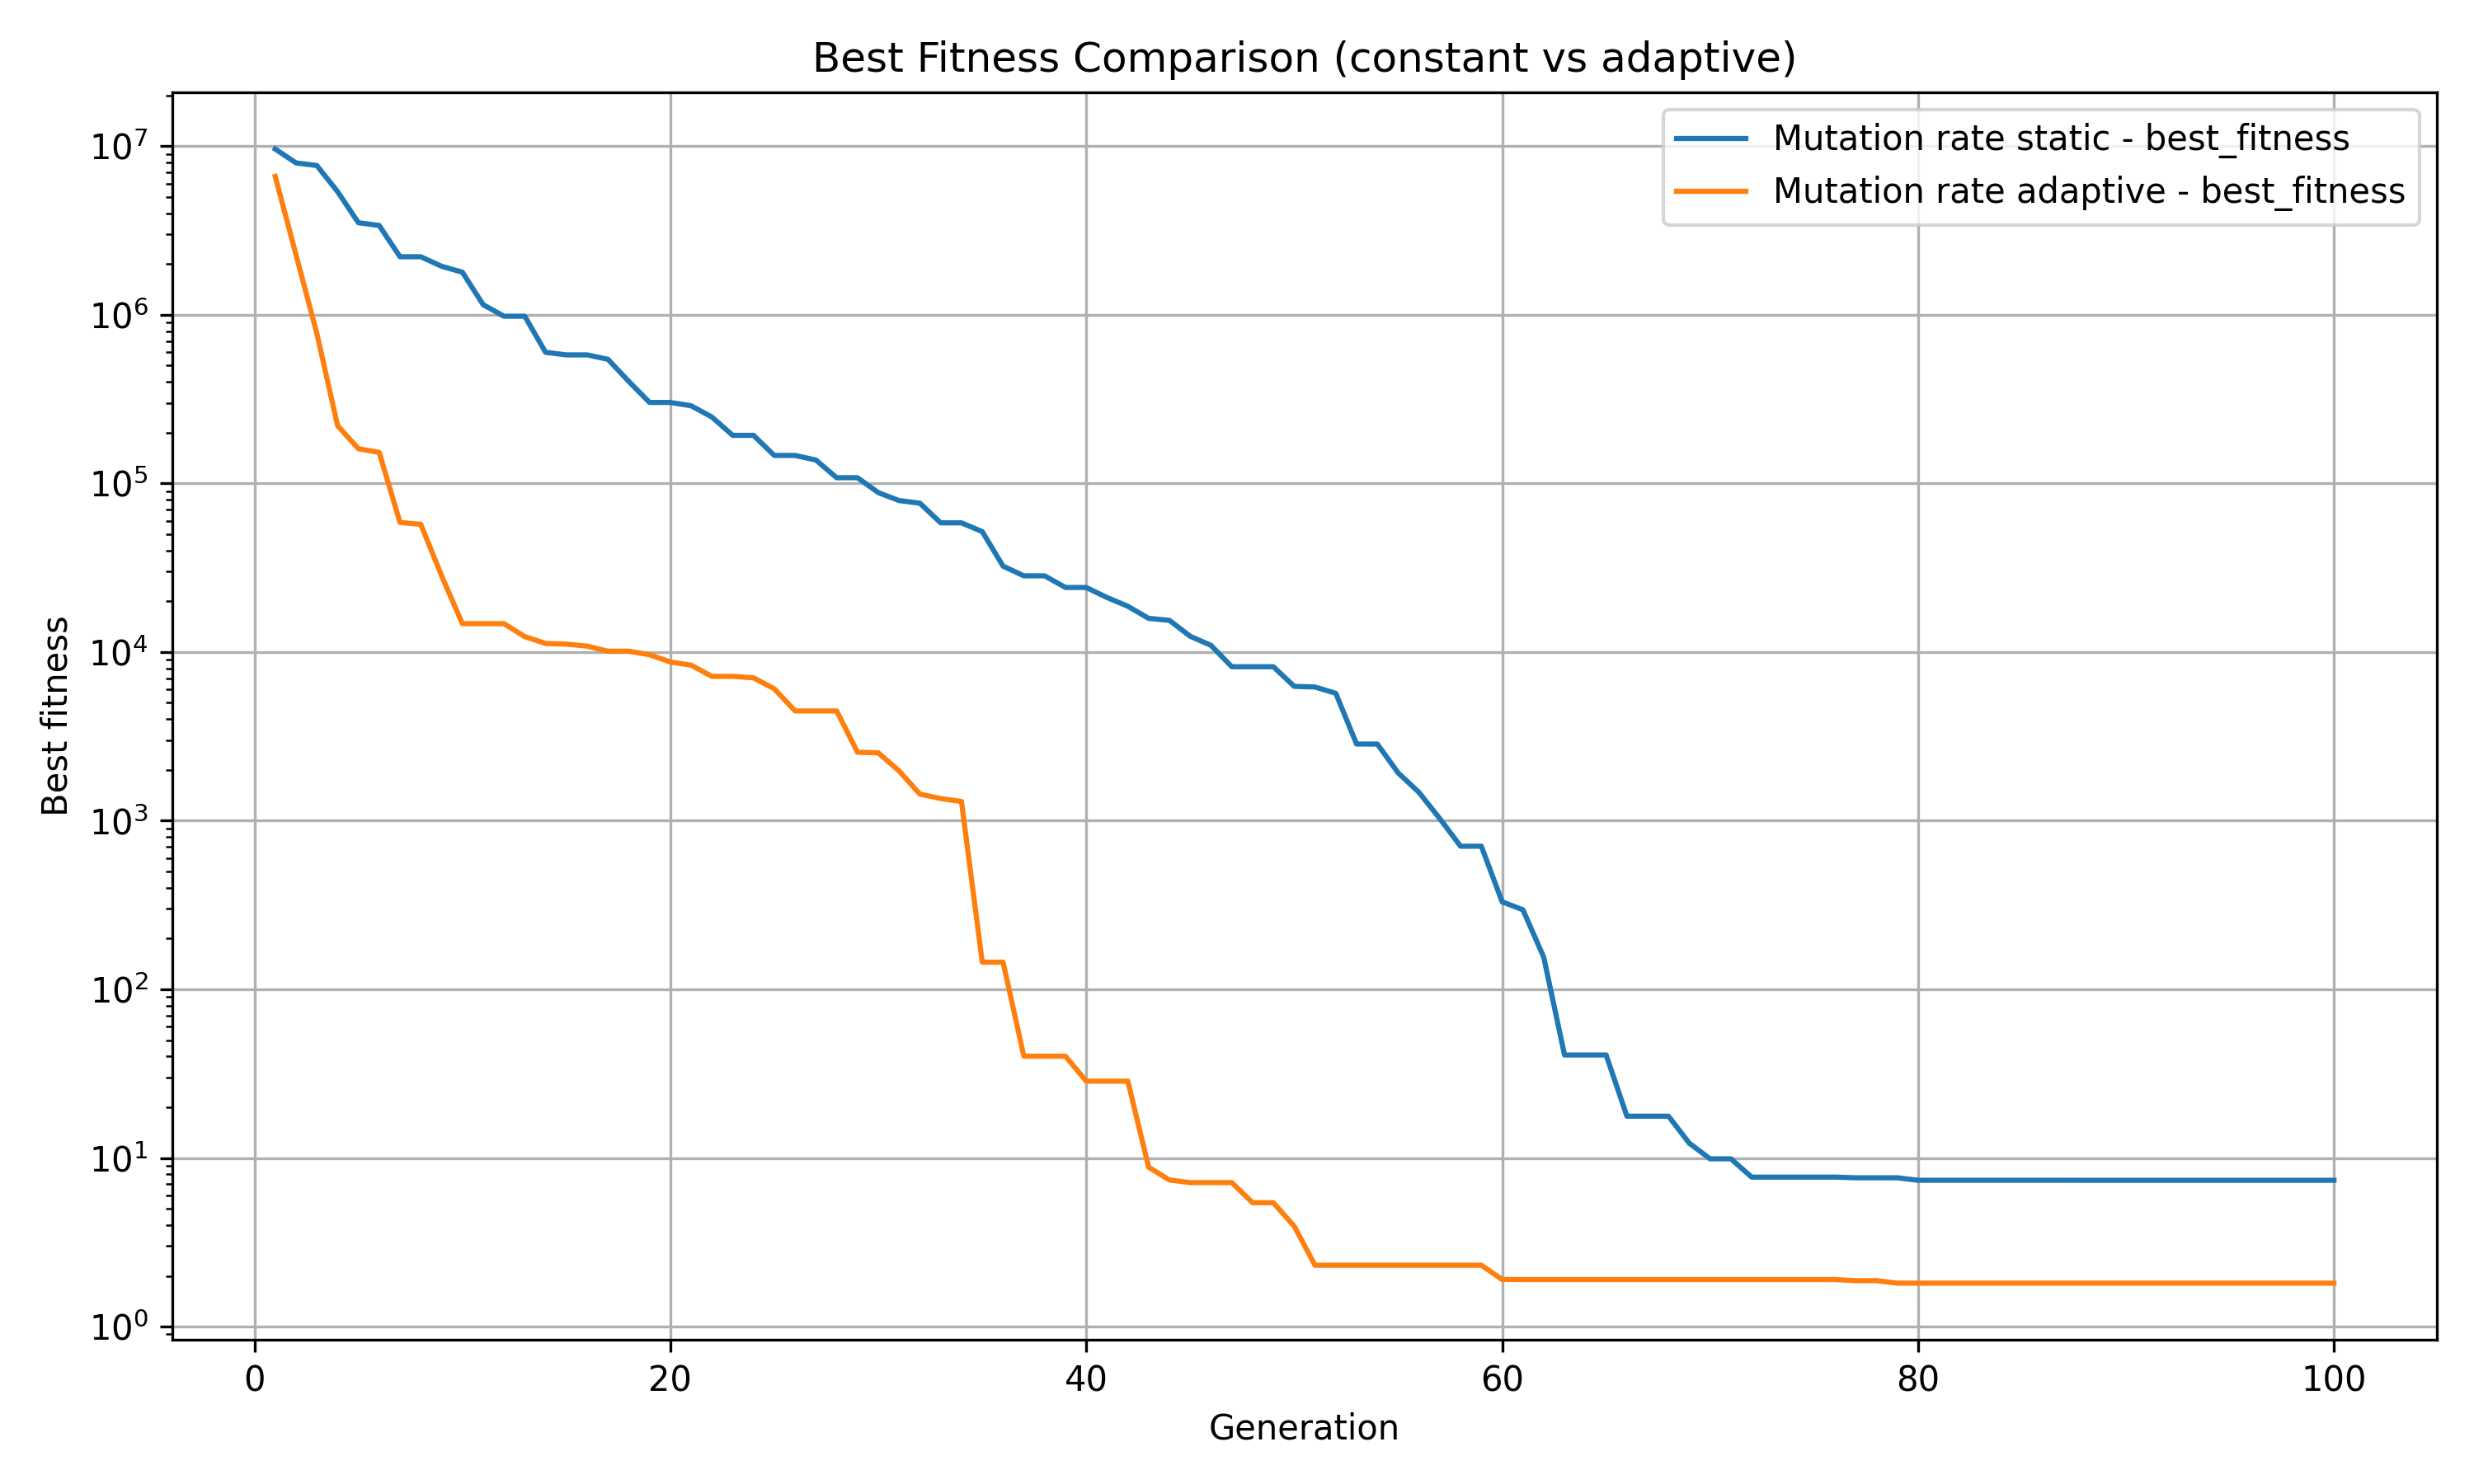 Best Fitness Comparison (constant vs adaptive)
Mutation rate static - best_fitness
Mutation rate adaptive - best_fitness
Best fitness
10⁷
10⁶
10⁵
10⁴
10³
10²
10¹
10⁰
0 20 40 60 80 100
Generation